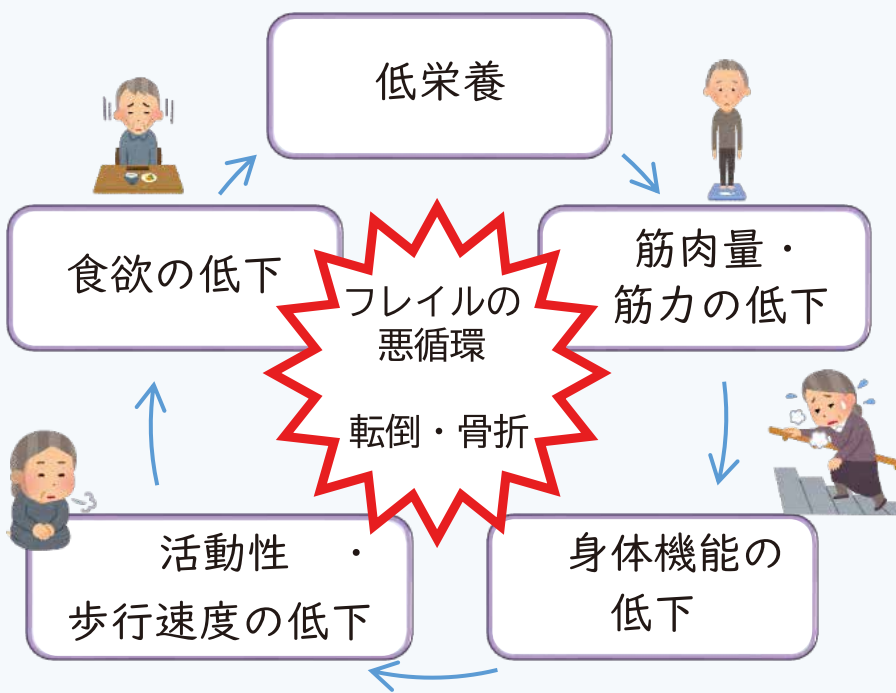 低栄養
食欲の低下
筋肉量・
筋力の低下
フレイルの
悪循環
転倒・骨折
活動性　・
歩行速度の低下
身体機能の
低下